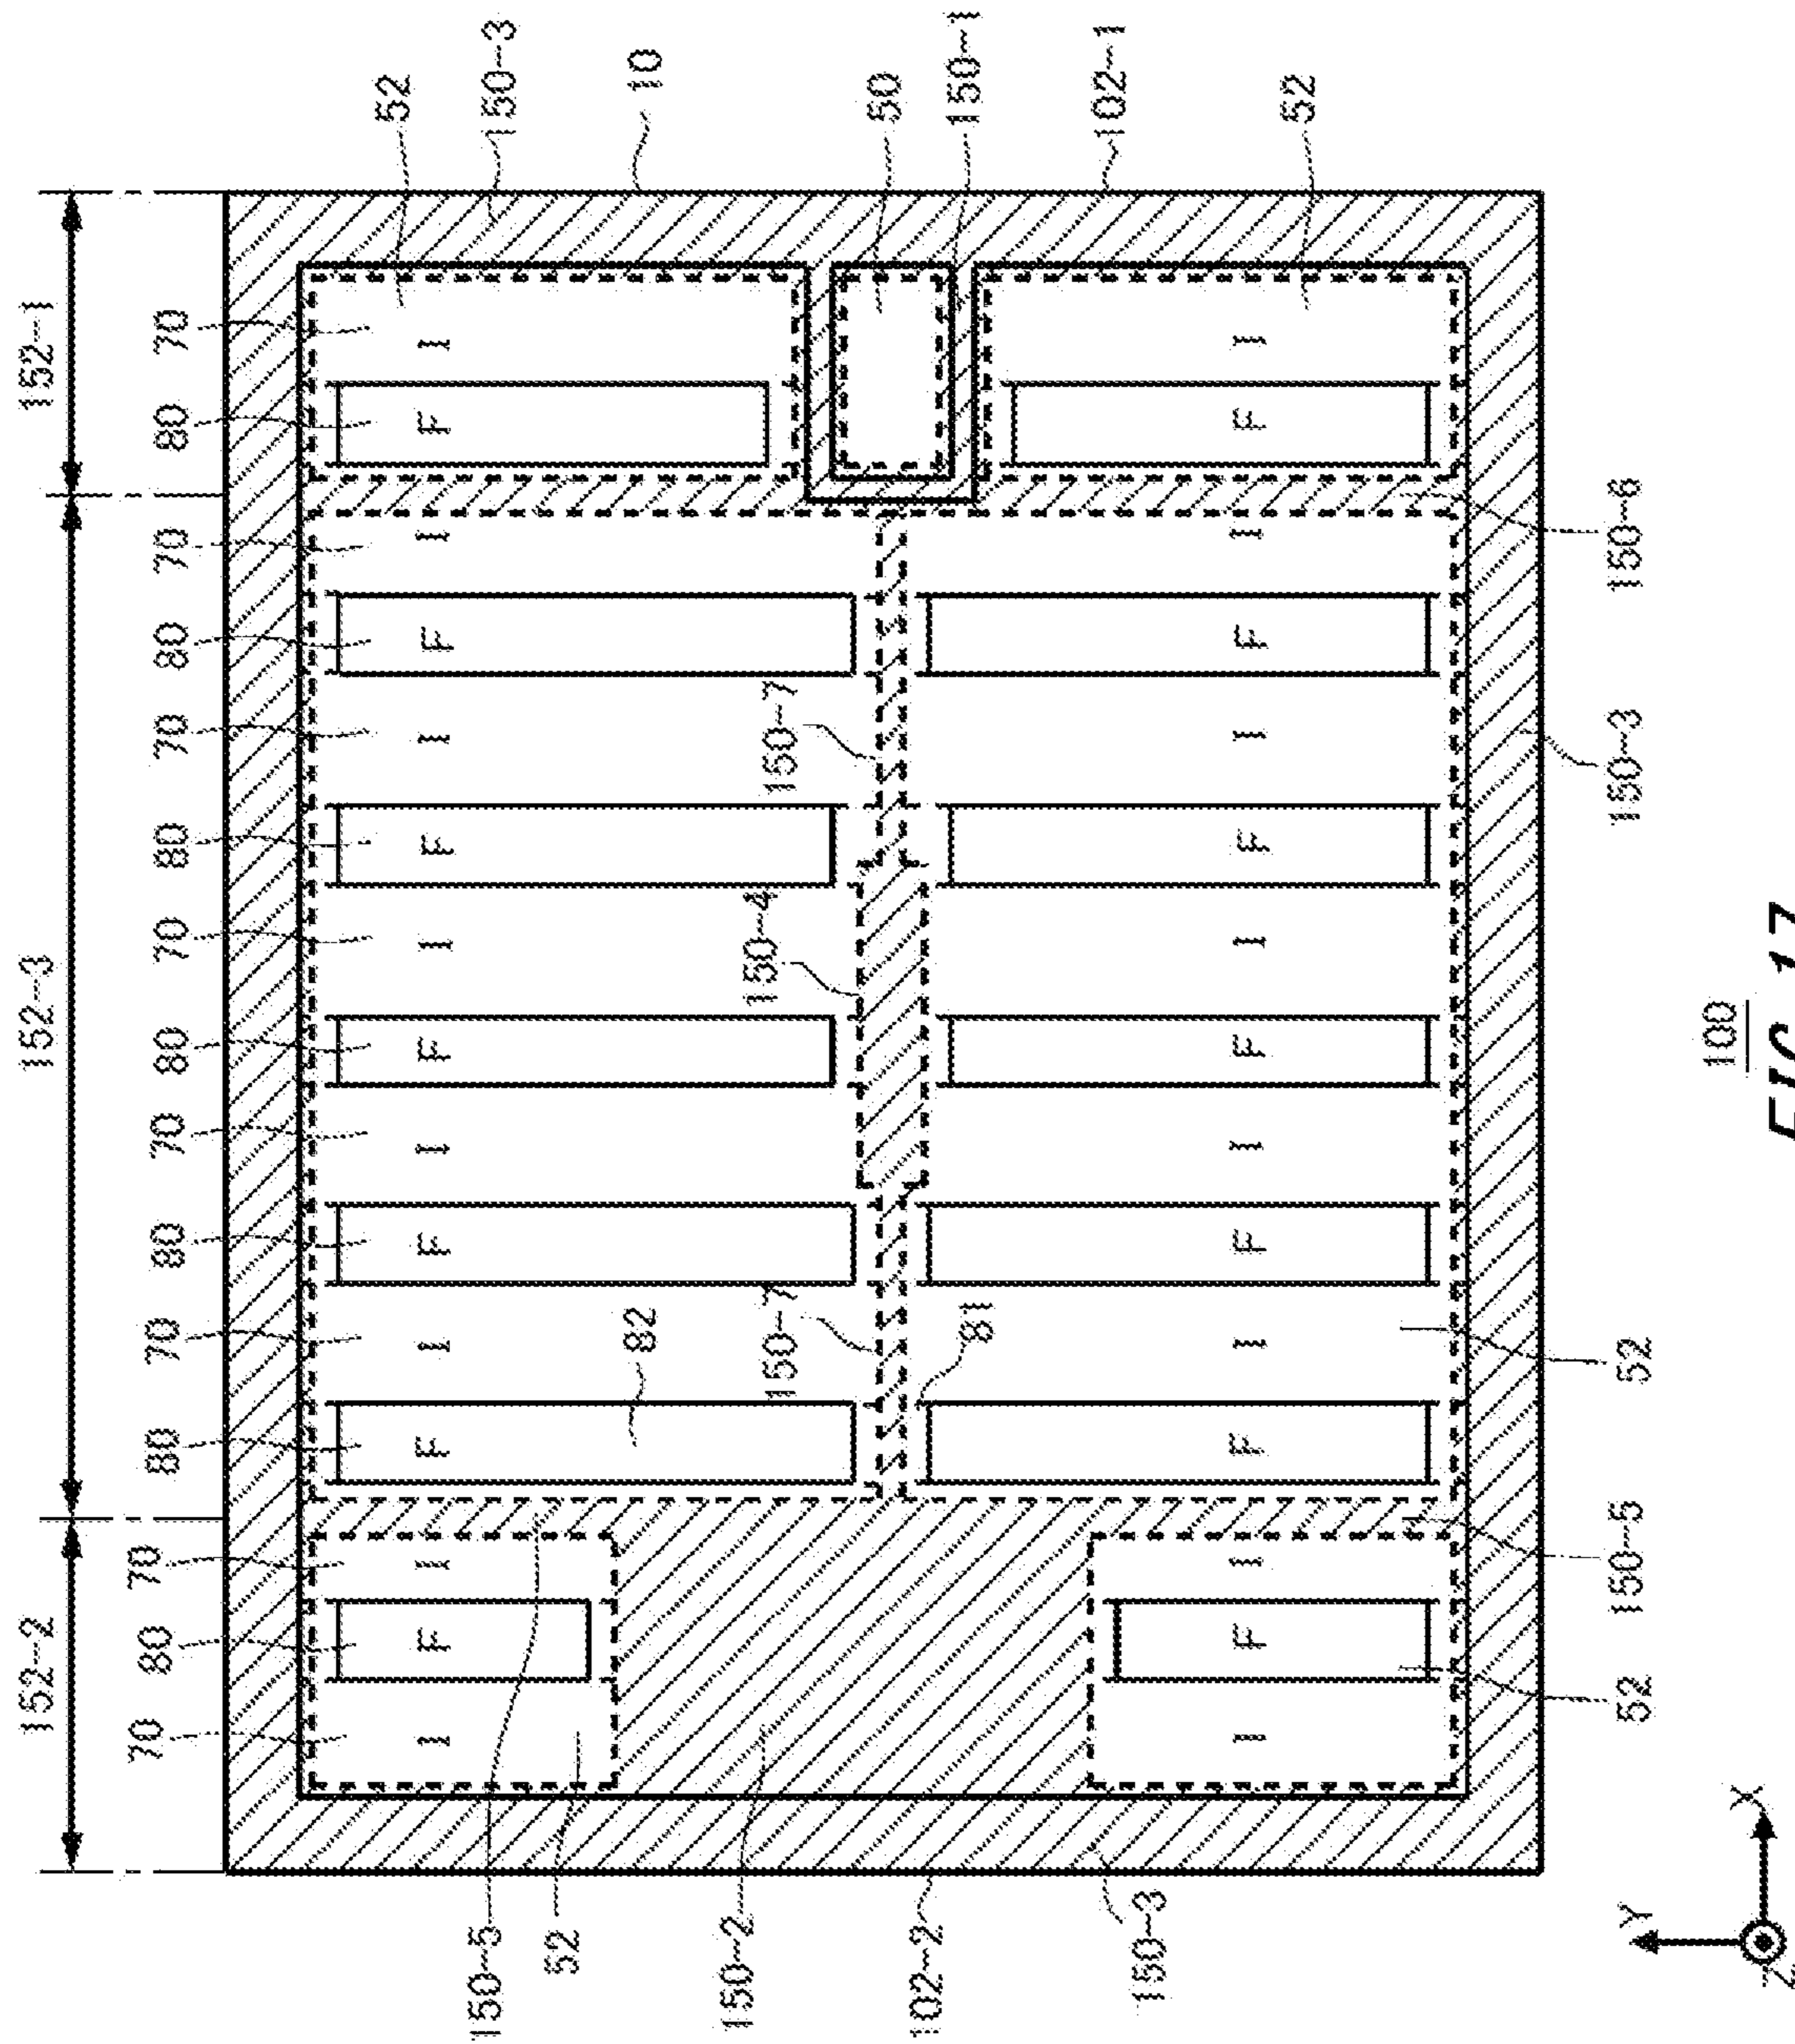 152-2 152-3 152-1
70 80 70 80 70 80 70 80 70 80 70 80 70 80 70
52
I F I F I F I F I F I F I F I
150-5 150-3
52
82 10
150-2
150-4
150-7 150-7
50
102-2
150-1
81
102-1
150-3
I F I F I F I F I F I F I F I
52
52 150-5 52 150-3 150-6
Y
100
X
Z
FIG. 17